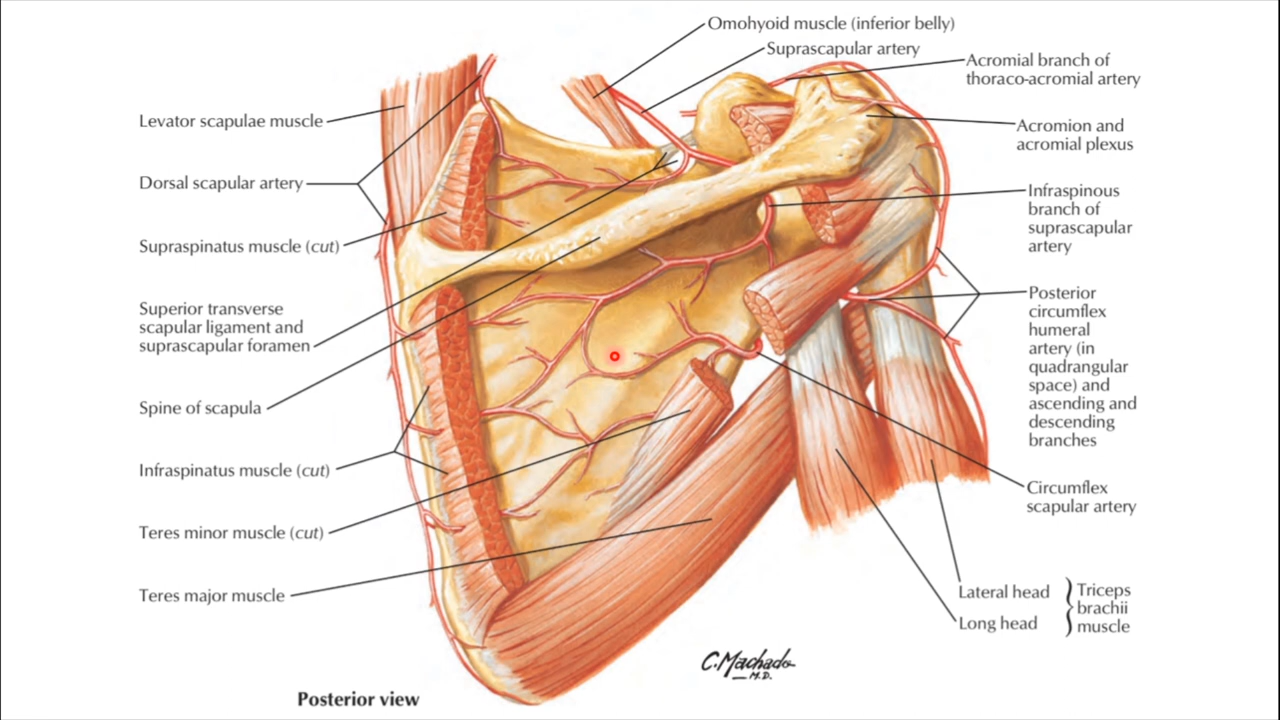 Omohyoid muscle (inferior belly)
Suprascapular artery
Acromial branch of
thoraco-acromial artery
Levator scapulae muscle
Acromion and
acromial plexus
Dorsal scapular artery
Infraspinous
branch of
suprascapular
artery
Supraspinatus muscle (cut)
Superior transverse
scapular ligament and
suprascapular foramen
Posterior
circumflex
humeral
artery (in
quadrangular
space) and
ascending and
descending
branches
Spine of scapula
Infraspinatus muscle (cut)
Circumflex
scapular artery
Teres minor muscle (cut)
Teres major muscle
Lateral head
Long head
Triceps
brachii
muscle
C. Machado
M.D.
Posterior view